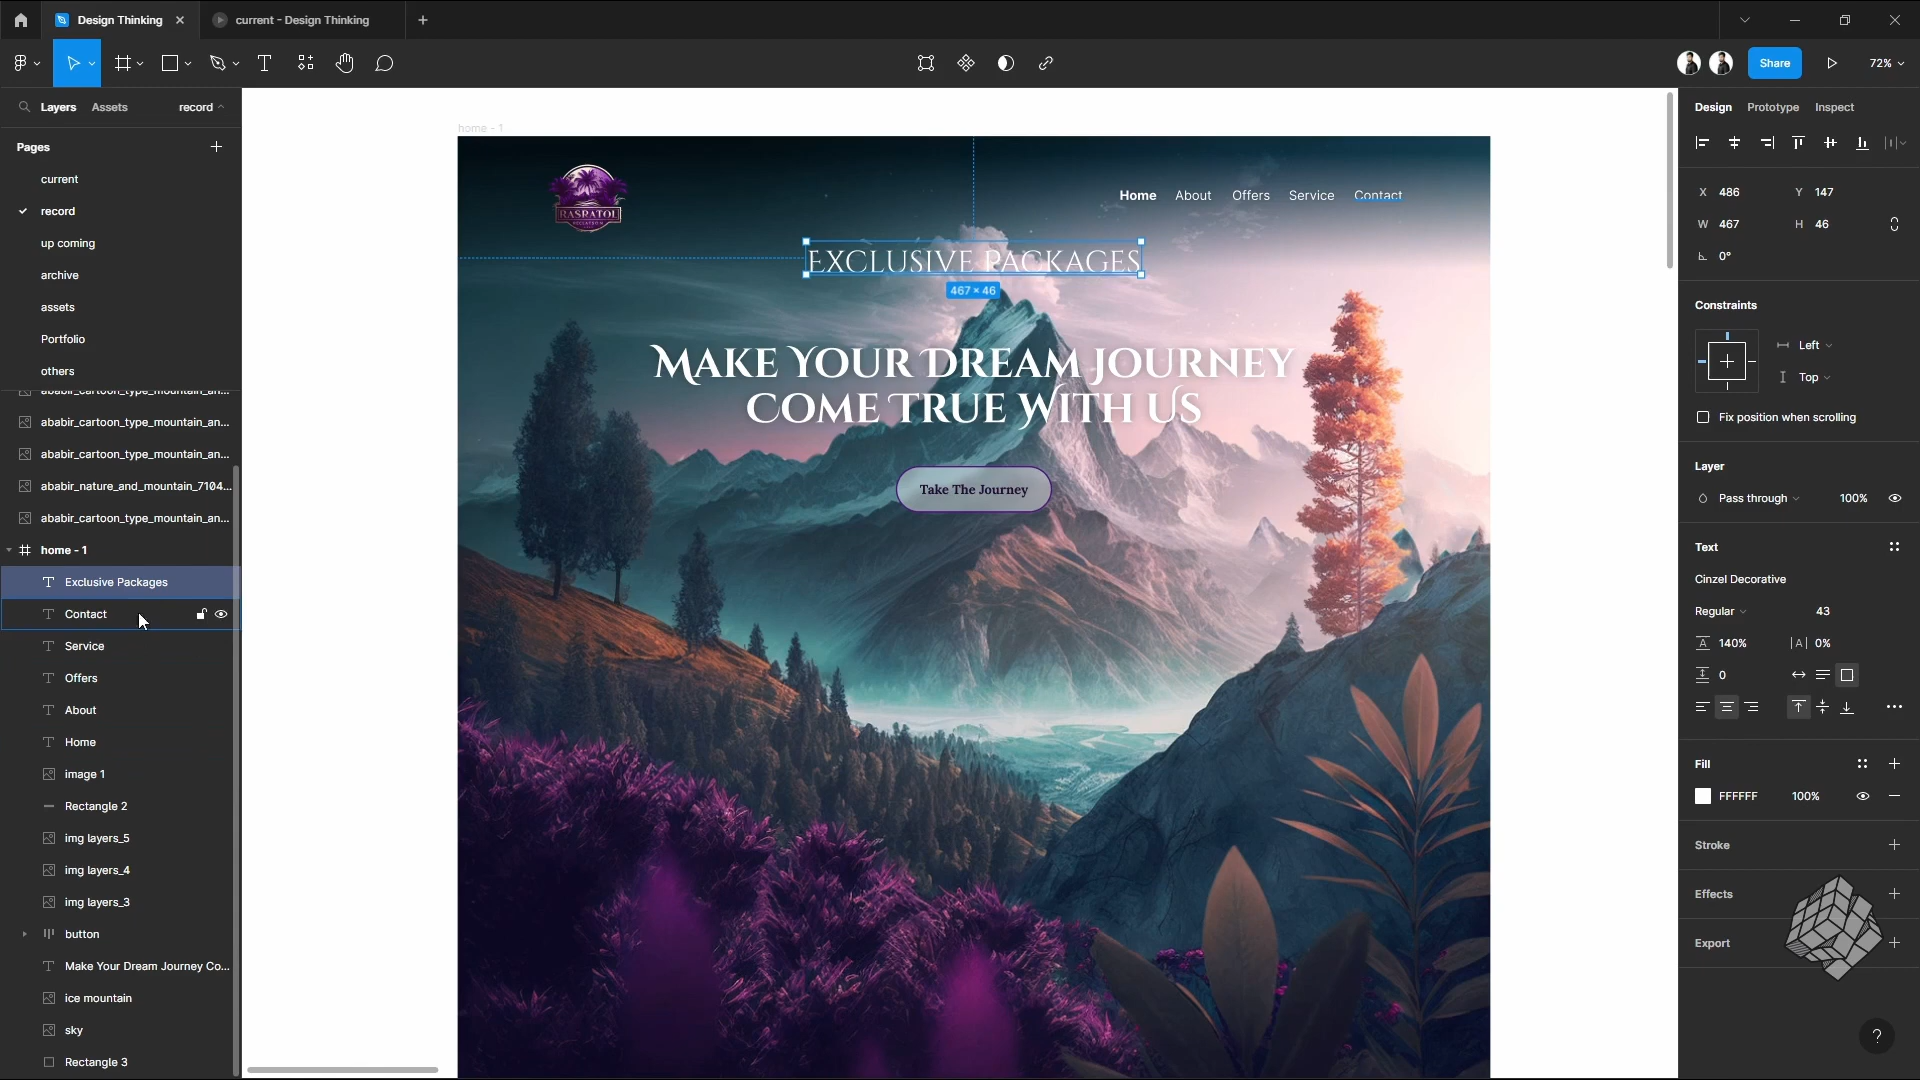 Design Thinking
current - Design Thinking
Share
72%
Layers
Assets
record
Design
Prototype
Inspect
Pages
current
record
up coming
archive
assets
Portfolio
others
ababir_cartoon_type_mountain_an...
ababir_cartoon_type_mountain_an...
ababir_cartoon_type_mountain_an...
ababir_nature_and_mountain_7104...
ababir_cartoon_type_mountain_an...
home - 1
Exclusive Packages
Contact
Service
Offers
About
Home
image 1
Rectangle 2
img layers_5
img layers_4
img layers_3
button
Make Your Dream Journey Co...
ice mountain
sky
Rectangle 3
home - 1
RASRATOL
Home
About
Offers
Service
Contact
EXCLUSIVE PACKAGES
467 × 46
MAKE YOUR DREAM JOURNEY
COME TRUE WITH US
Take The Journey
X 486
Y 147
W 467
H 46
0°
Constraints
Left
Top
Fix position when scrolling
Layer
Pass through
100%
Text
Cinzel Decorative
Regular
43
A 140%
|A| 0%
0
Fill
FFFFFF
100%
Stroke
Effects
Export
?